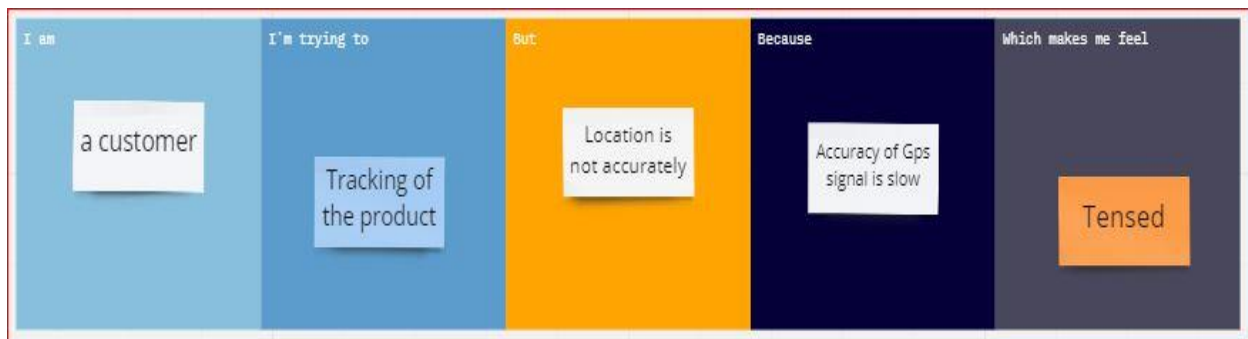 I am
a customer
I'm trying to
Tracking of
the product
But
Location is
not accurately
Because
Accuracy of Gps
signal is slow
Which makes me feel
Tensed